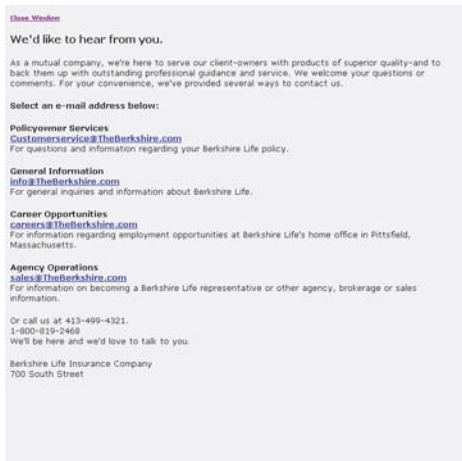 Close Window
We'd like to hear from you.
As a mutual company, we're here to serve our client-owners with products of superior quality-and to
back them up with outstanding professional guidance and service. We welcome your questions or
comments. For your convenience, we've provided several ways to contact us.
Select an e-mail address below:
Policyowner Services
Customerservice@TheBerkshire.com
For questions and information regarding your Berkshire Life policy.
General Information
info@TheBerkshire.com
For general inquiries and information about Berkshire Life.
Career Opportunities
careers@TheBerkshire.com
For information regarding employment opportunities at Berkshire Life's home office in Pittsfield,
Massachusetts.
Agency Operations
sales@TheBerkshire.com
For information on becoming a Berkshire Life representative or other agency, brokerage or sales
information.
Or call us at 413-499-4321.
1-800-819-2468
We'll be here and we'd love to talk to you.
Berkshire Life Insurance Company
700 South Street